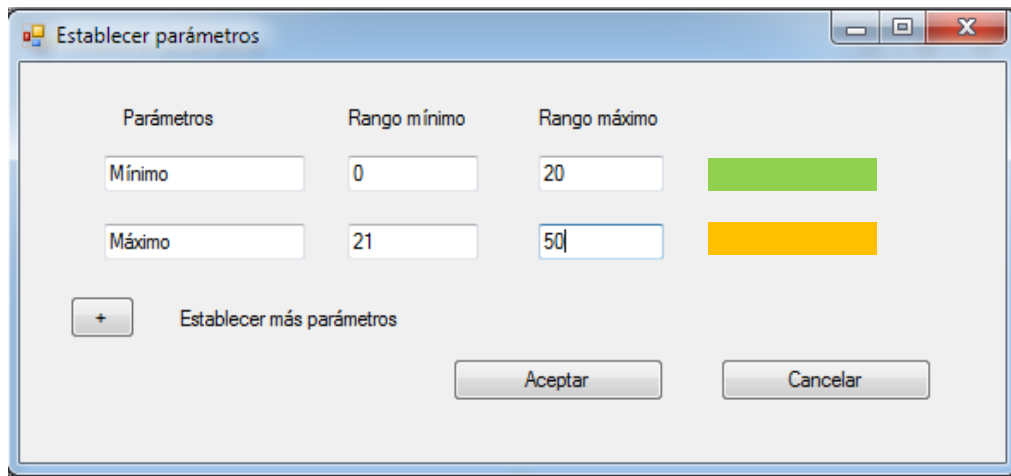 Establecer parámetros
Parámetros Rango mínimo Rango máximo
Mínimo 0 20
Máximo 21 50
+ Establecer más parámetros
Aceptar Cancelar